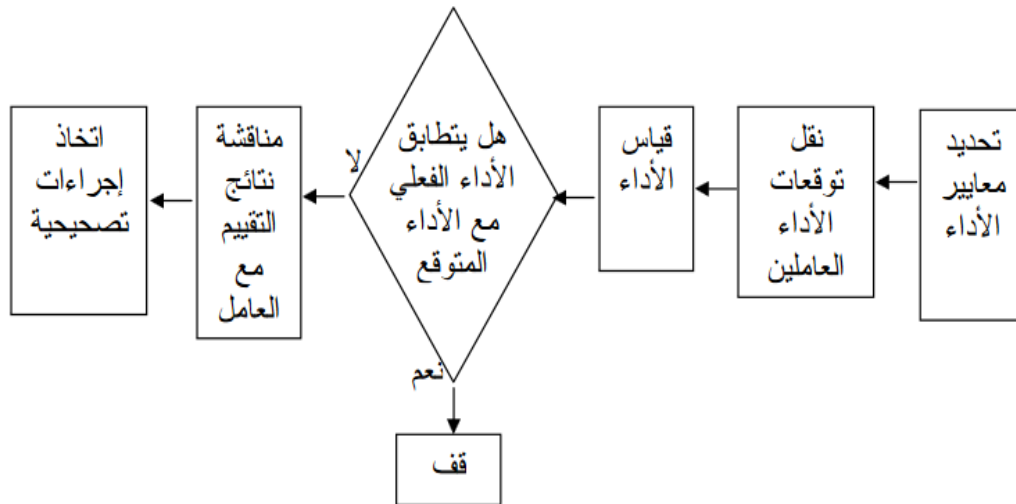 تحديد
معايير
الأداء
نقل
توقعات
الأداء
العاملين
قياس
الأداء
هل يتطابق
الأداء الفعلي
مع الأداء
المتوقع
لا
نعم
قف
مناقشة
نتائج
التقييم
مع
العامل
اتخاذ
إجراءات
تصحيحية